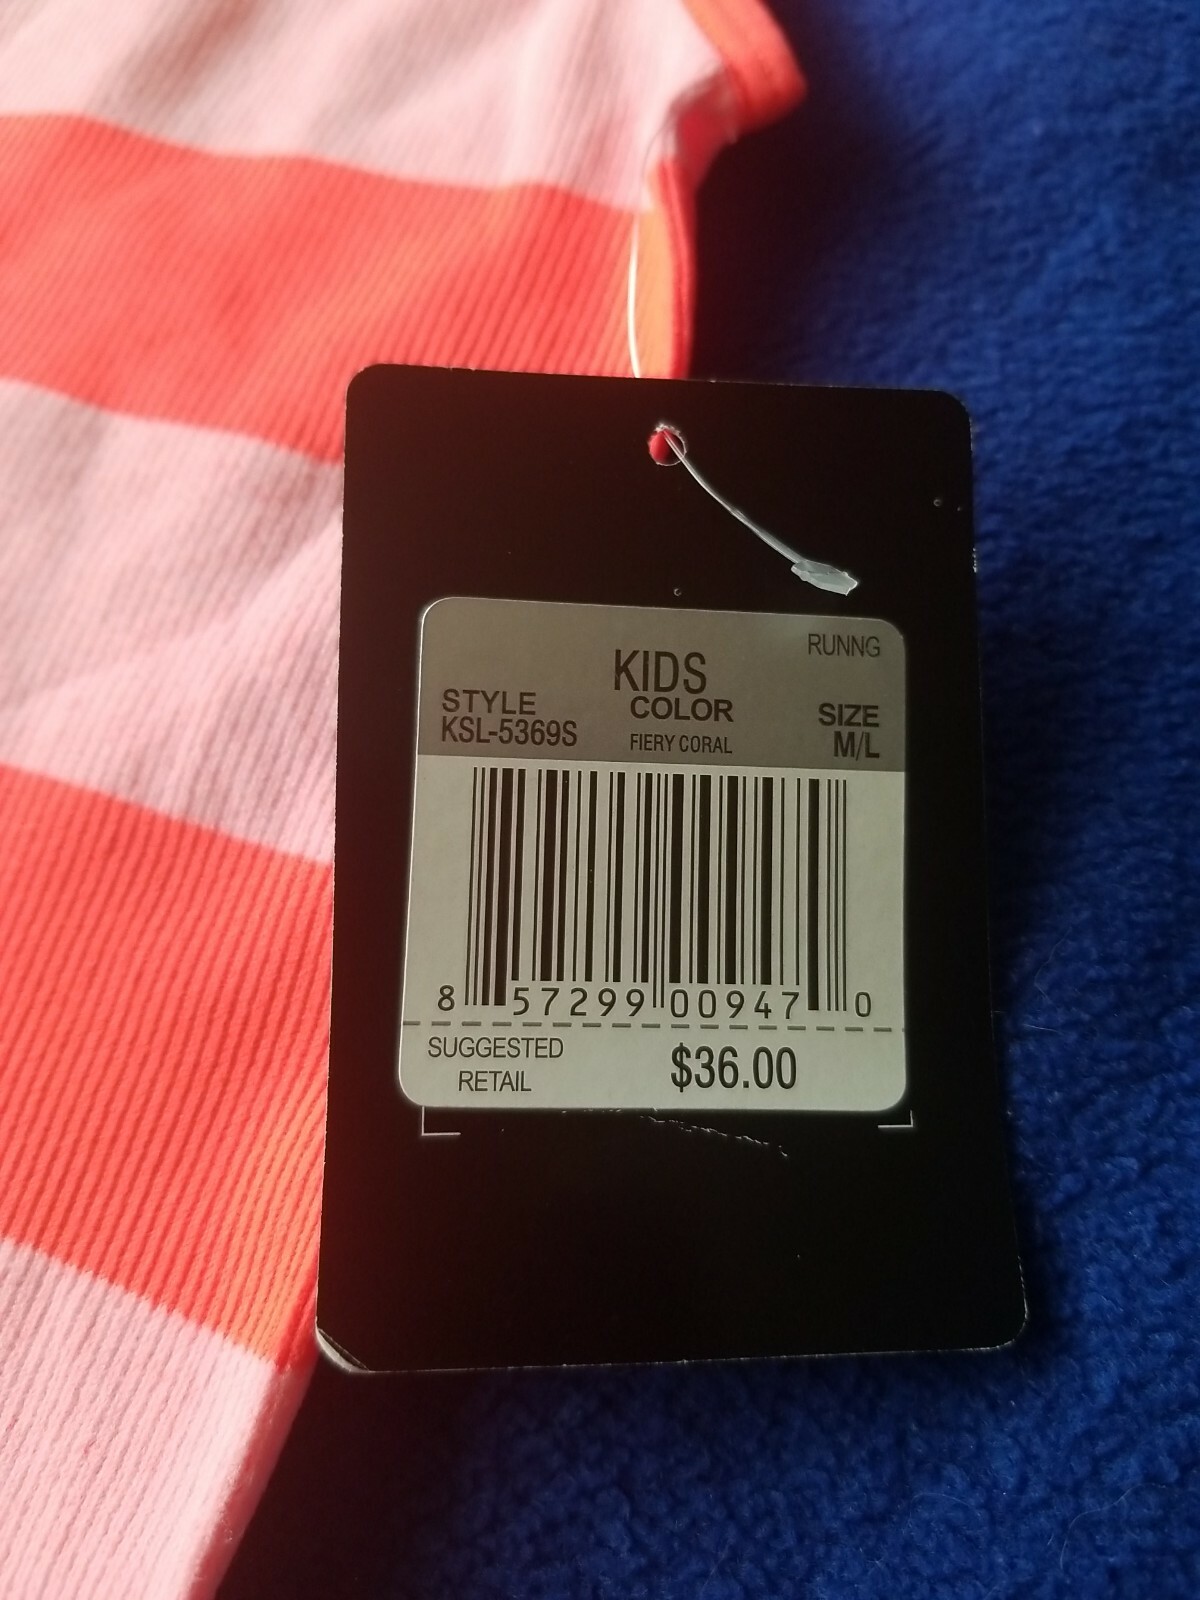 RUNNG
KIDS
STYLE COLOR SIZE
KSL-5369S FIERY CORAL M/L
8 57299 00947 0
SUGGESTED RETAIL $36.00